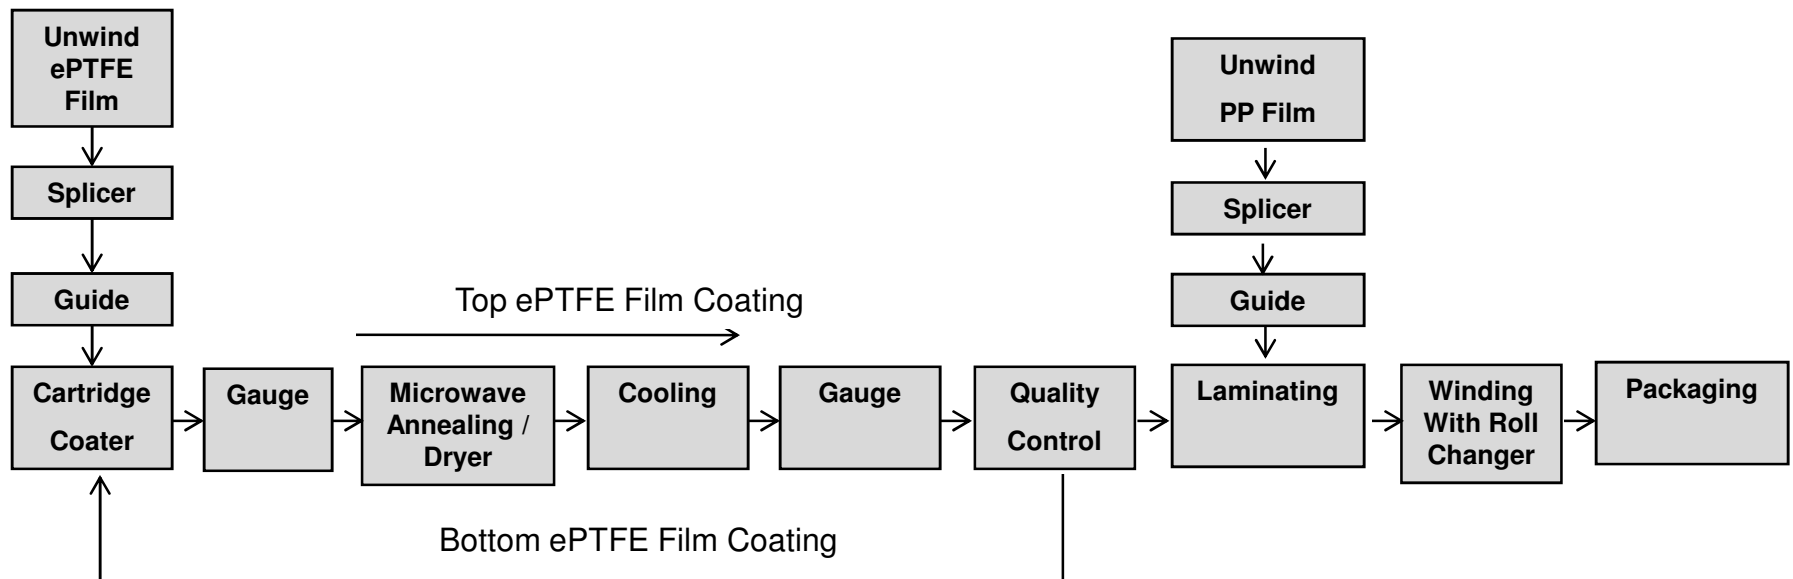 Unwind
ePTFE
Film
Splicer
Guide
Unwind
PP Film
Splicer
Guide
Top ePTFE Film Coating
Cartridge
Coater
Gauge
Microwave
Annealing /
Dryer
Cooling
Gauge
Quality
Control
Laminating
Winding
With Roll
Changer
Packaging
Bottom ePTFE Film Coating